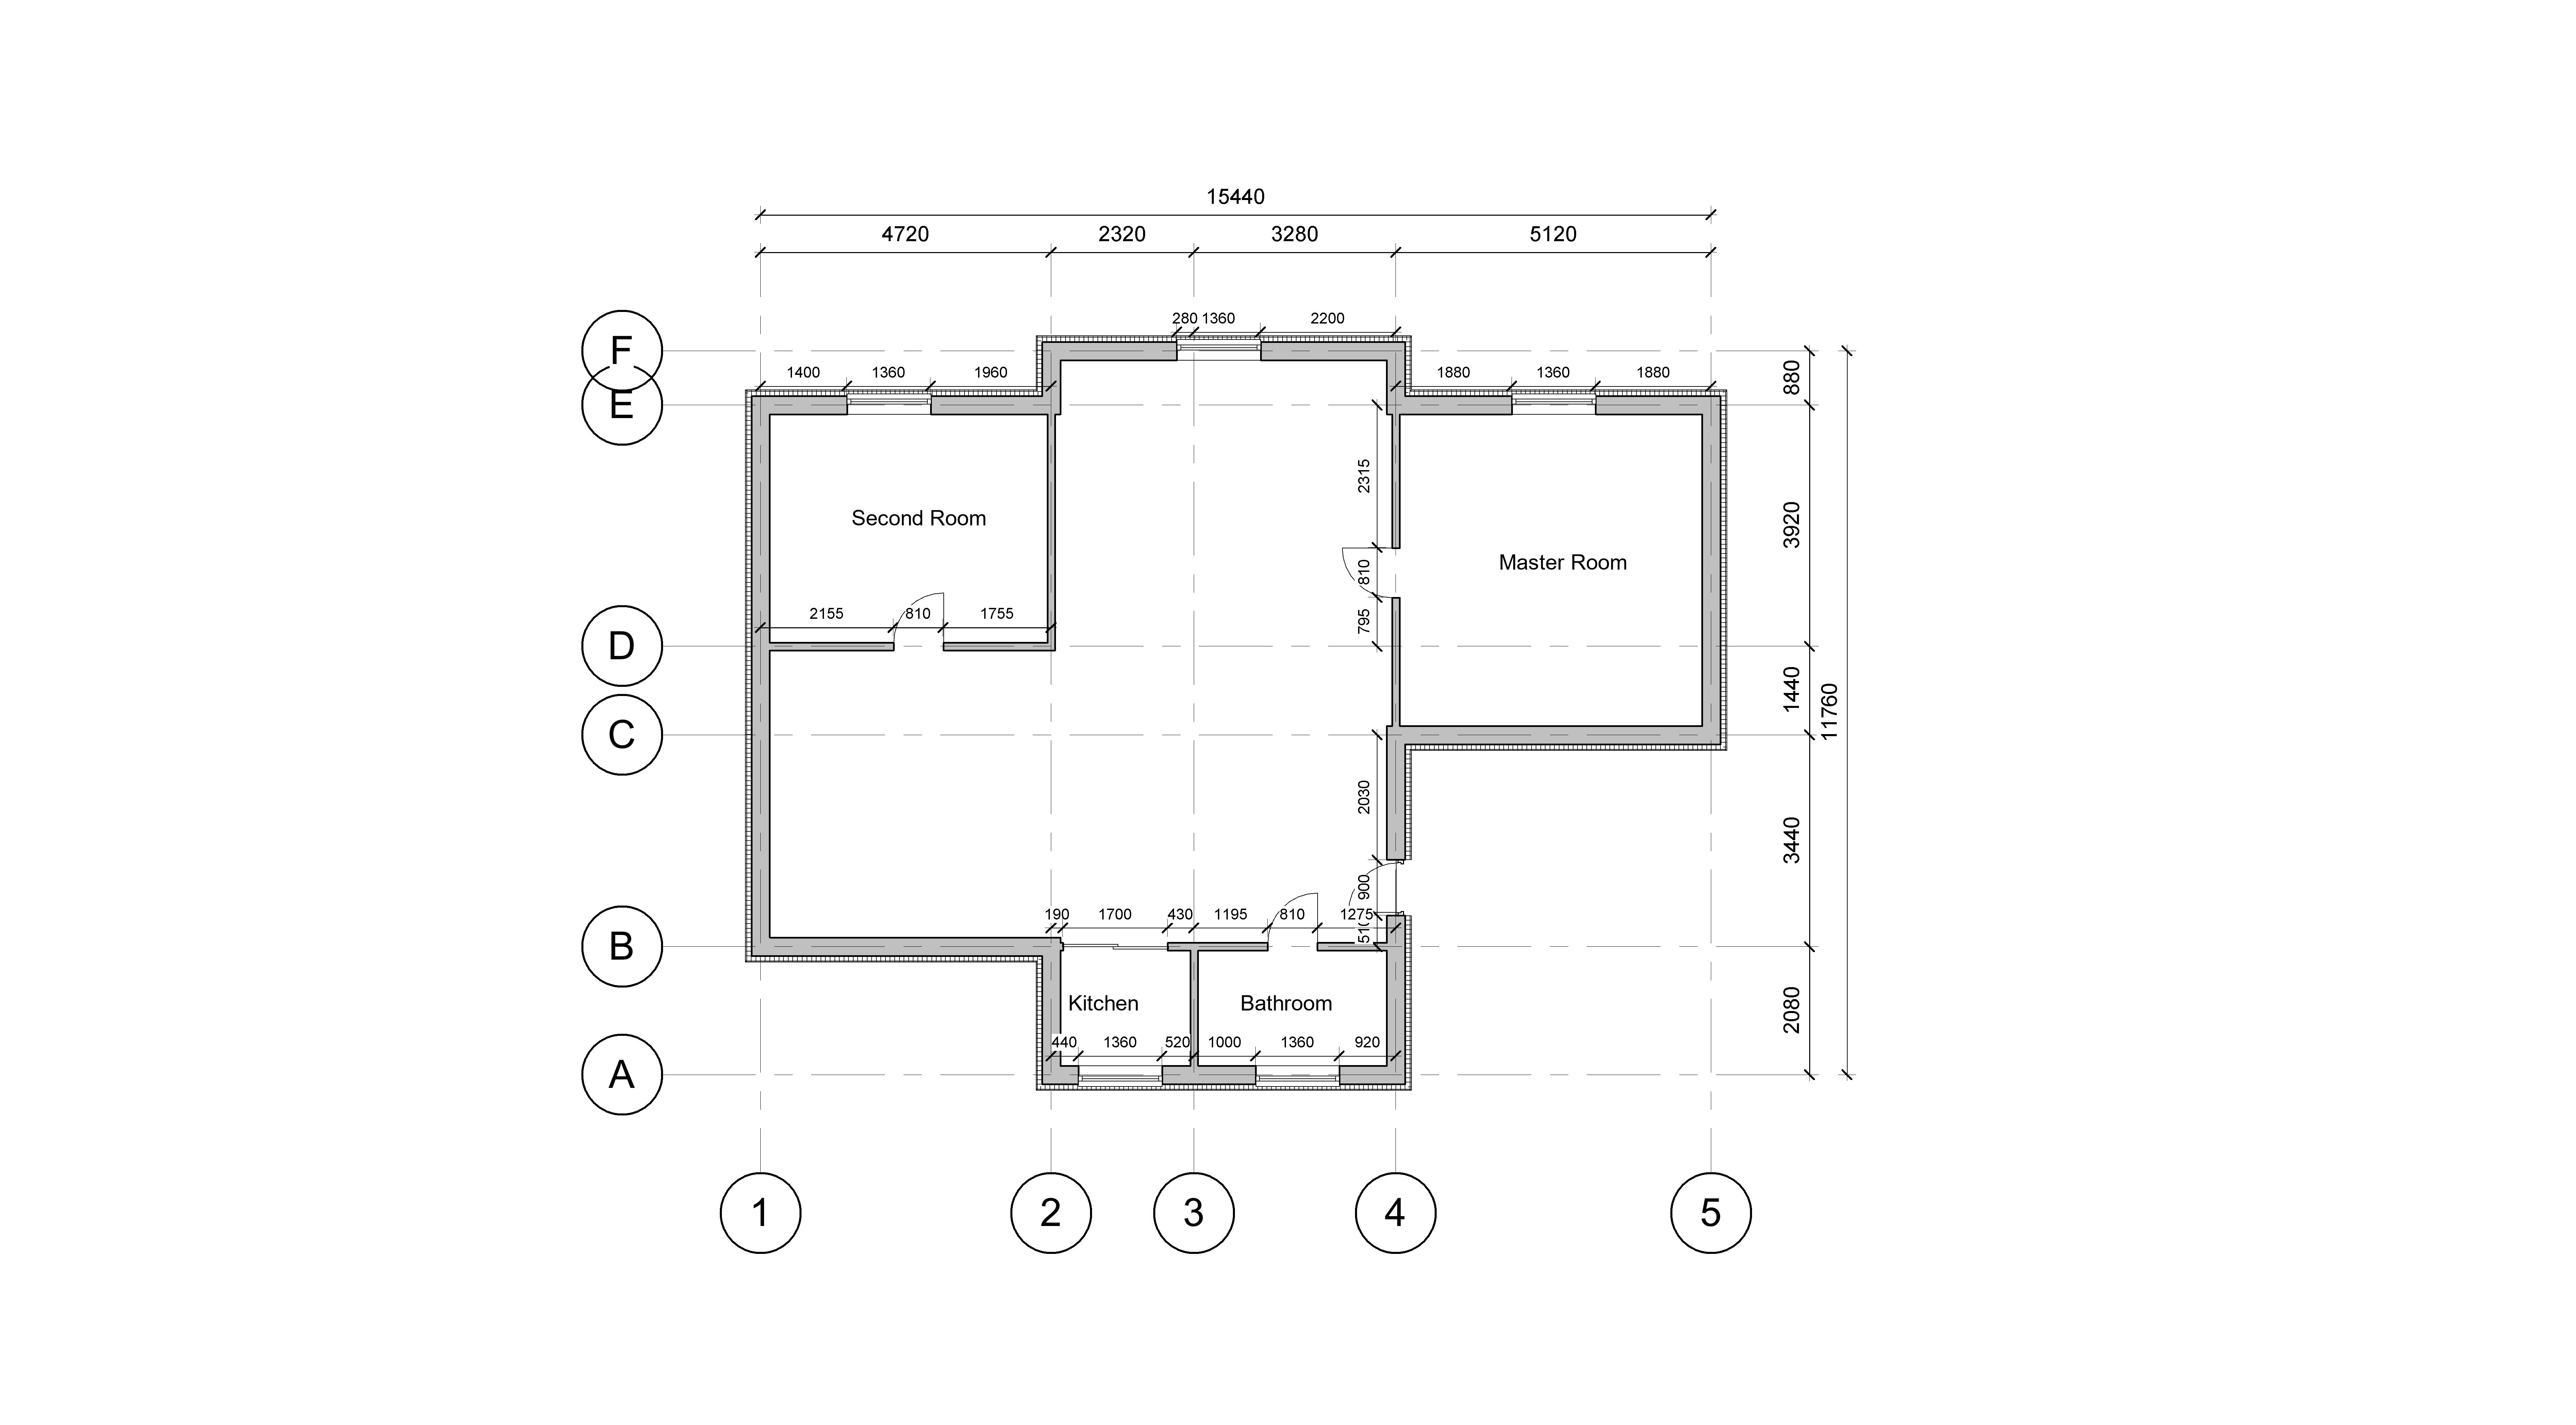 15440
4720 2320 3280 5120
280 1360 2200
F
1400 1360 1960 1880 1360 1880
880
E
2315
3920
Second Room
Master Room
810
2155 810 1755
795
D
1440
11760
C
2030
3440
900
190 1700 430 1195 810 1275
510
B
Kitchen Bathroom
2080
440 1360 520 1000 1360 920
A
1 2 3 4 5